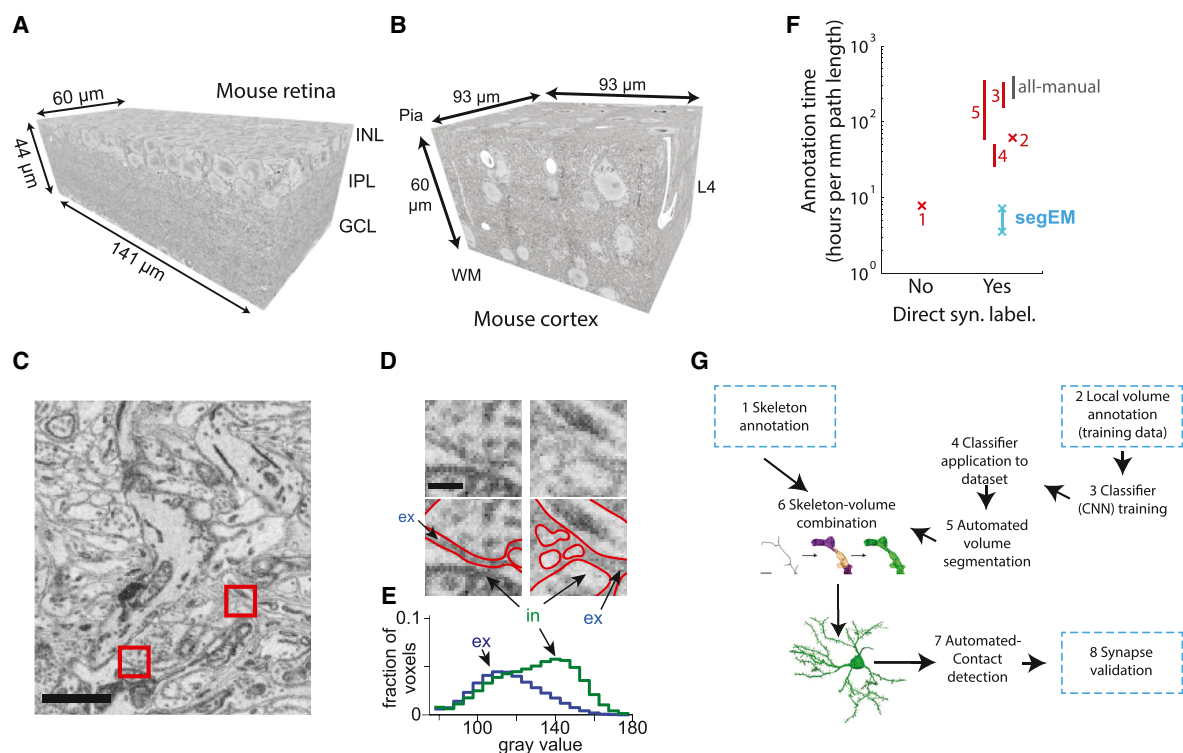 A
60 µm
Mouse retina
44 µm
INL
IPL
GCL
141 µm
B
93 µm
93 µm
Pia
60
µm
L4
WM
Mouse cortex
F
Annotation time
(hours per mm path length)
10³
10²
10¹
10⁰
5
3
all-manual
2
4
1
segEM
No
Yes
Direct syn. label.
C
D
ex
in
ex
E
fraction of
voxels
0.1
0
ex
100
140
180
gray value
G
1 Skeleton
annotation
2 Local volume
annotation
(training data)
3 Classifier
(CNN) training
4 Classifier
application to
dataset
5 Automated
volume
segmentation
6 Skeleton-volume
combination
7 Automated-
Contact
detection
8 Synapse
validation